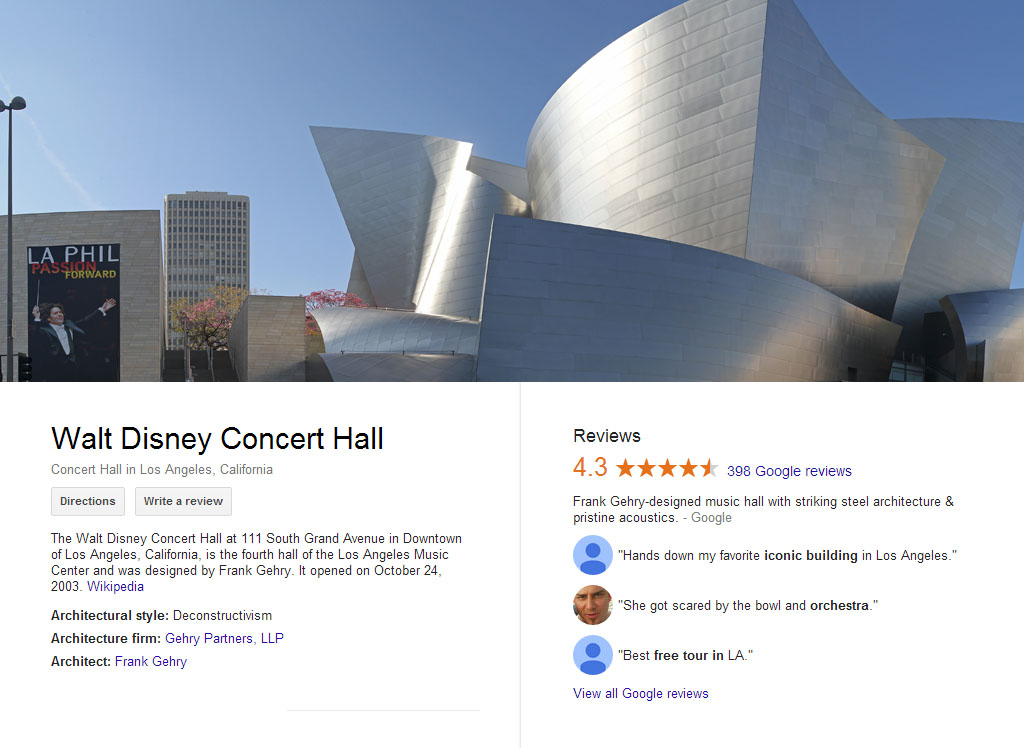 LA PHIL
PASSION
FORWARD
Walt Disney Concert Hall
Concert Hall in Los Angeles, California
Directions
Write a review
The Walt Disney Concert Hall at 111 South Grand Avenue in Downtown
of Los Angeles, California, is the fourth hall of the Los Angeles Music
Center and was designed by Frank Gehry. It opened on October 24,
2003. Wikipedia
Architectural style: Deconstructivism
Architecture firm: Gehry Partners, LLP
Architect: Frank Gehry
Reviews
4.3 398 Google reviews
Frank Gehry-designed music hall with striking steel architecture &
pristine acoustics. - Google
"Hands down my favorite iconic building in Los Angeles."
"She got scared by the bowl and orchestra."
"Best free tour in LA."
View all Google reviews